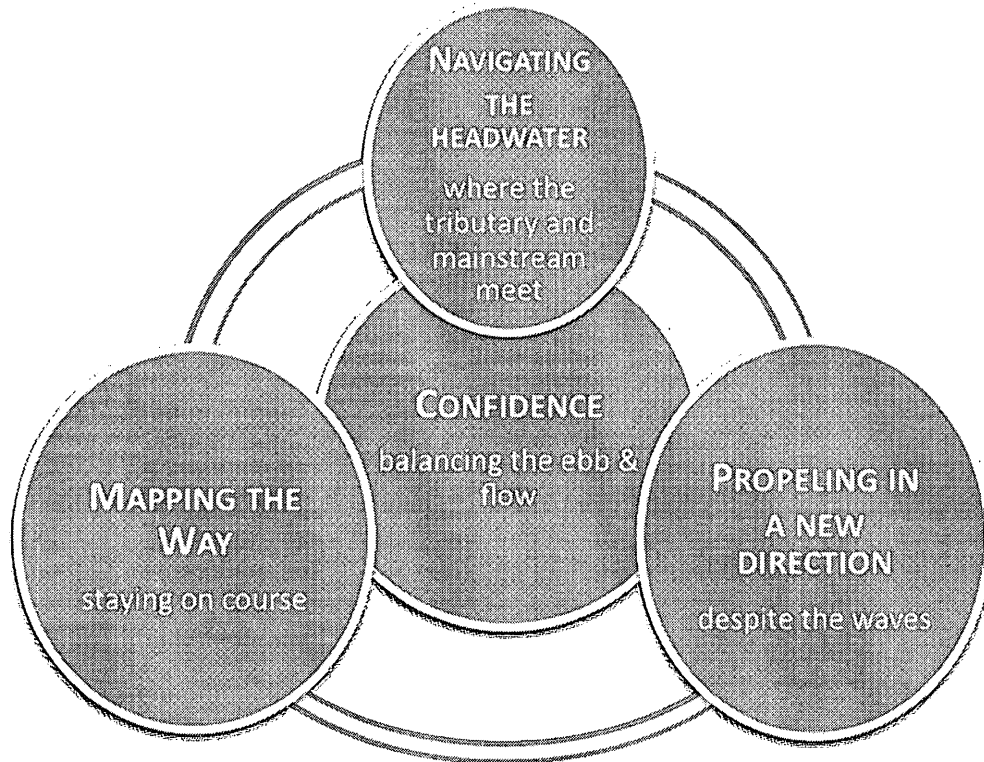 NAVIGATING
THE
HEADWATER
where the
tributary and
mainstream
meet
CONFIDENCE
balancing the ebb &
flow
MAPPING THE
WAY
staying on course
PROPELING IN
A NEW
DIRECTION
despite the waves